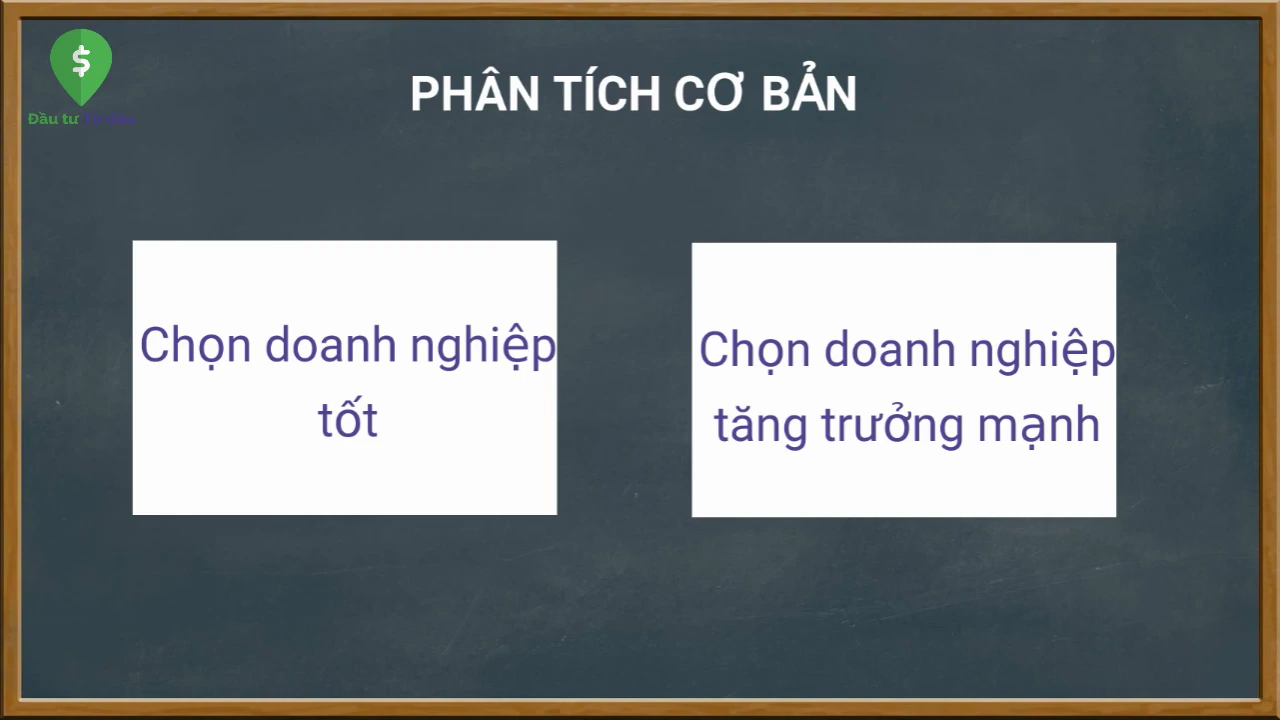 Đầu tư
PHÂN TÍCH CƠ BẢN
Chọn doanh nghiệp
tốt
Chọn doanh nghiệp
tăng trưởng mạnh